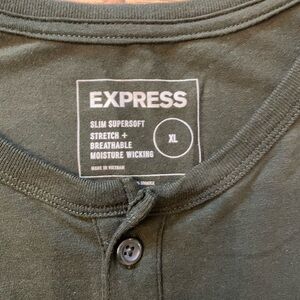 EXPRESS
SLIM SUPERSOFT
STRETCH +
BREATHABLE
MOISTURE WICKING
XL
MADE IN VIETNAM